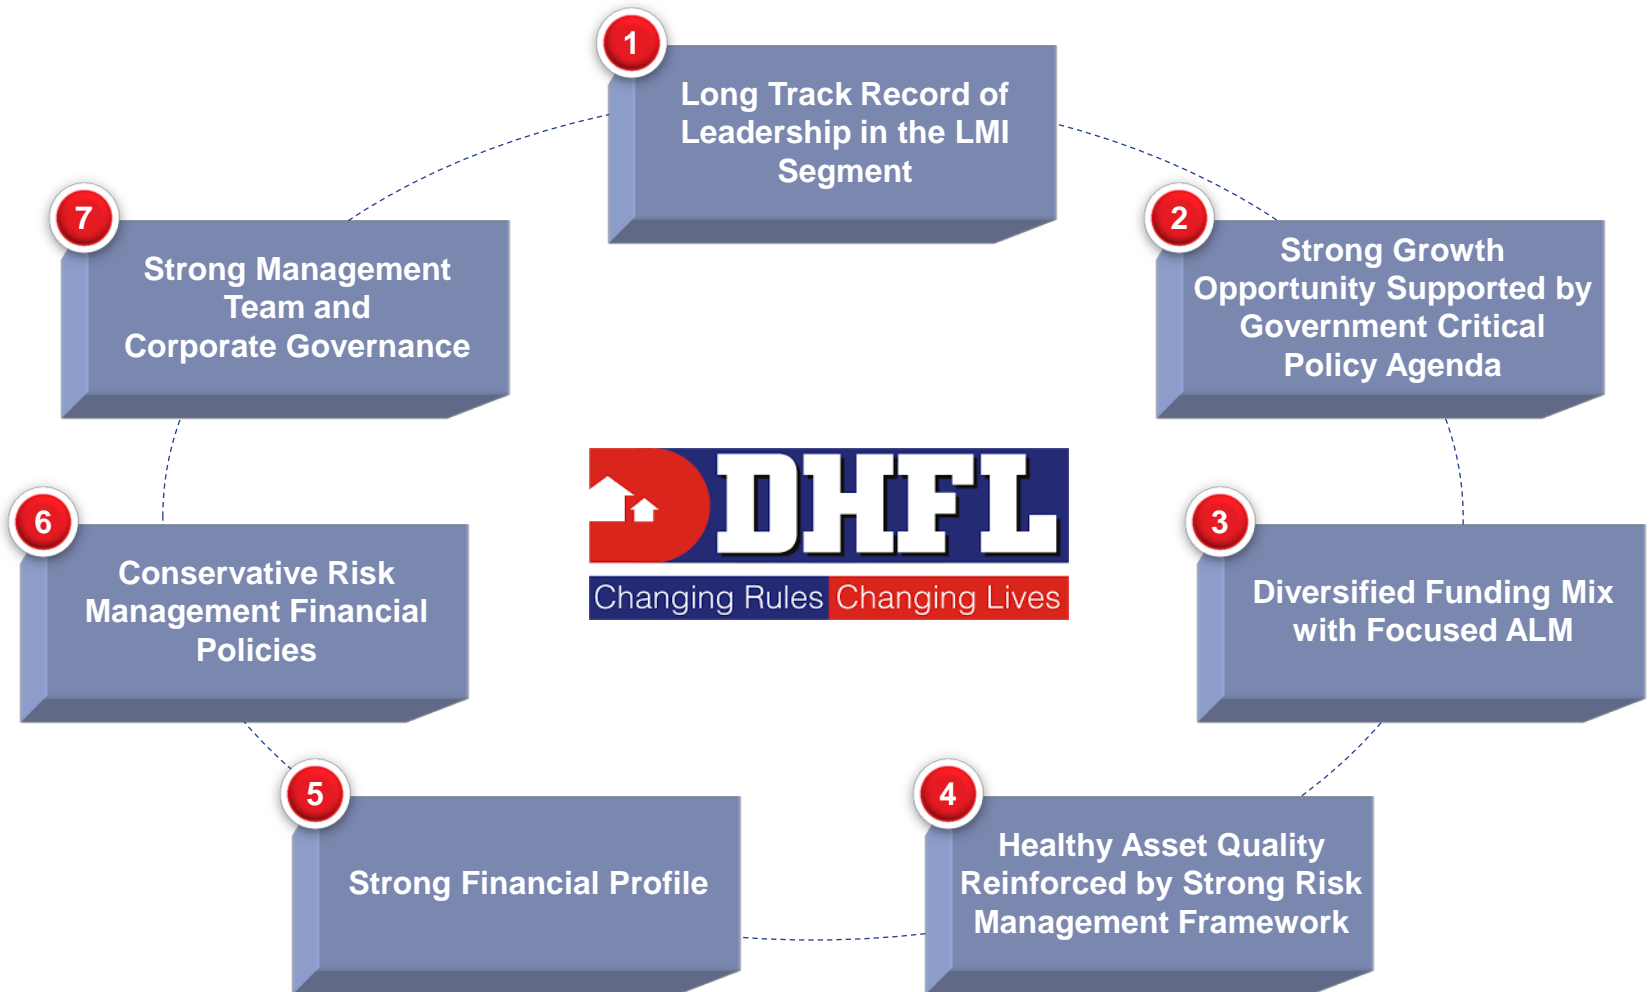 1
Long Track Record of
Leadership in the LMI
Segment
2
Strong Growth
Opportunity Supported by
Government Critical
Policy Agenda
3
Diversified Funding Mix
with Focused ALM
4
Healthy Asset Quality
Reinforced by Strong Risk
Management Framework
5
Strong Financial Profile
6
Conservative Risk
Management Financial
Policies
7
Strong Management
Team and
Corporate Governance
DHFL
Changing Rules Changing Lives